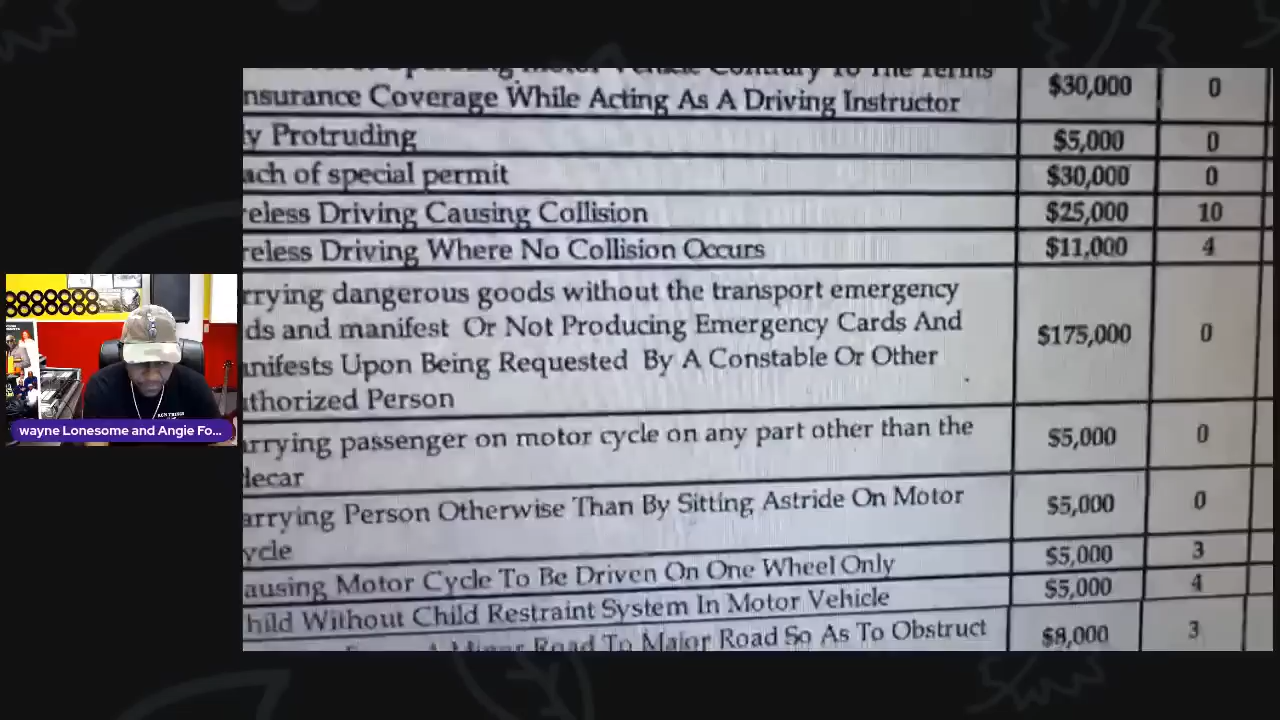 nsurance Coverage While Acting As A Driving Instructor $30,000 0
y Protruding $5,000 0
ach of special permit $30,000 0
reless Driving Causing Collision $25,000 10
reless Driving Where No Collision Occurs $11,000 4
rrying dangerous goods without the transport emergency
ds and manifest Or Not Producing Emergency Cards And
anifests Upon Being Requested By A Constable Or Other $175,000 0
thorized Person
arrying passenger on motor cycle on any part other than the $5,000 0
decar
arrying Person Otherwise Than By Sitting Astride On Motor $5,000 0
ycle
ausing Motor Cycle To Be Driven On One Wheel Only $5,000 3
hild Without Child Restraint System In Motor Vehicle $5,000 4
Road To Major Road So As To Obstruct $8,000 3
wayne Lonesome and Angie Fo...